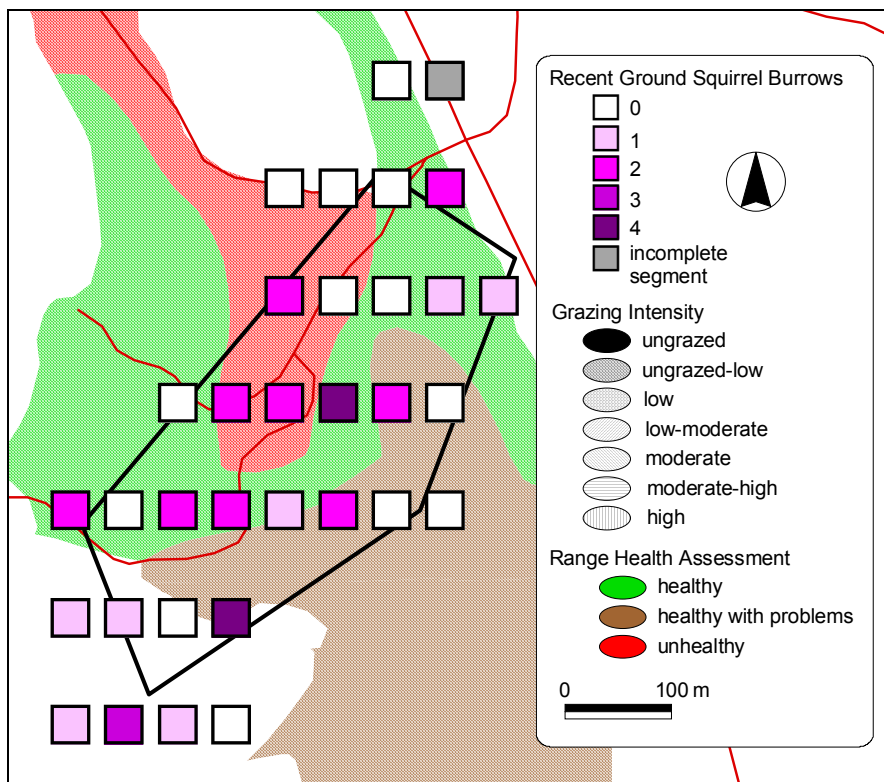 Recent Ground Squirrel Burrows
0
1
2
3
4
incomplete
segment
Grazing Intensity
ungrazed
ungrazed-low
low
low-moderate
moderate
moderate-high
high
Range Health Assessment
healthy
healthy with problems
unhealthy
0 100 m